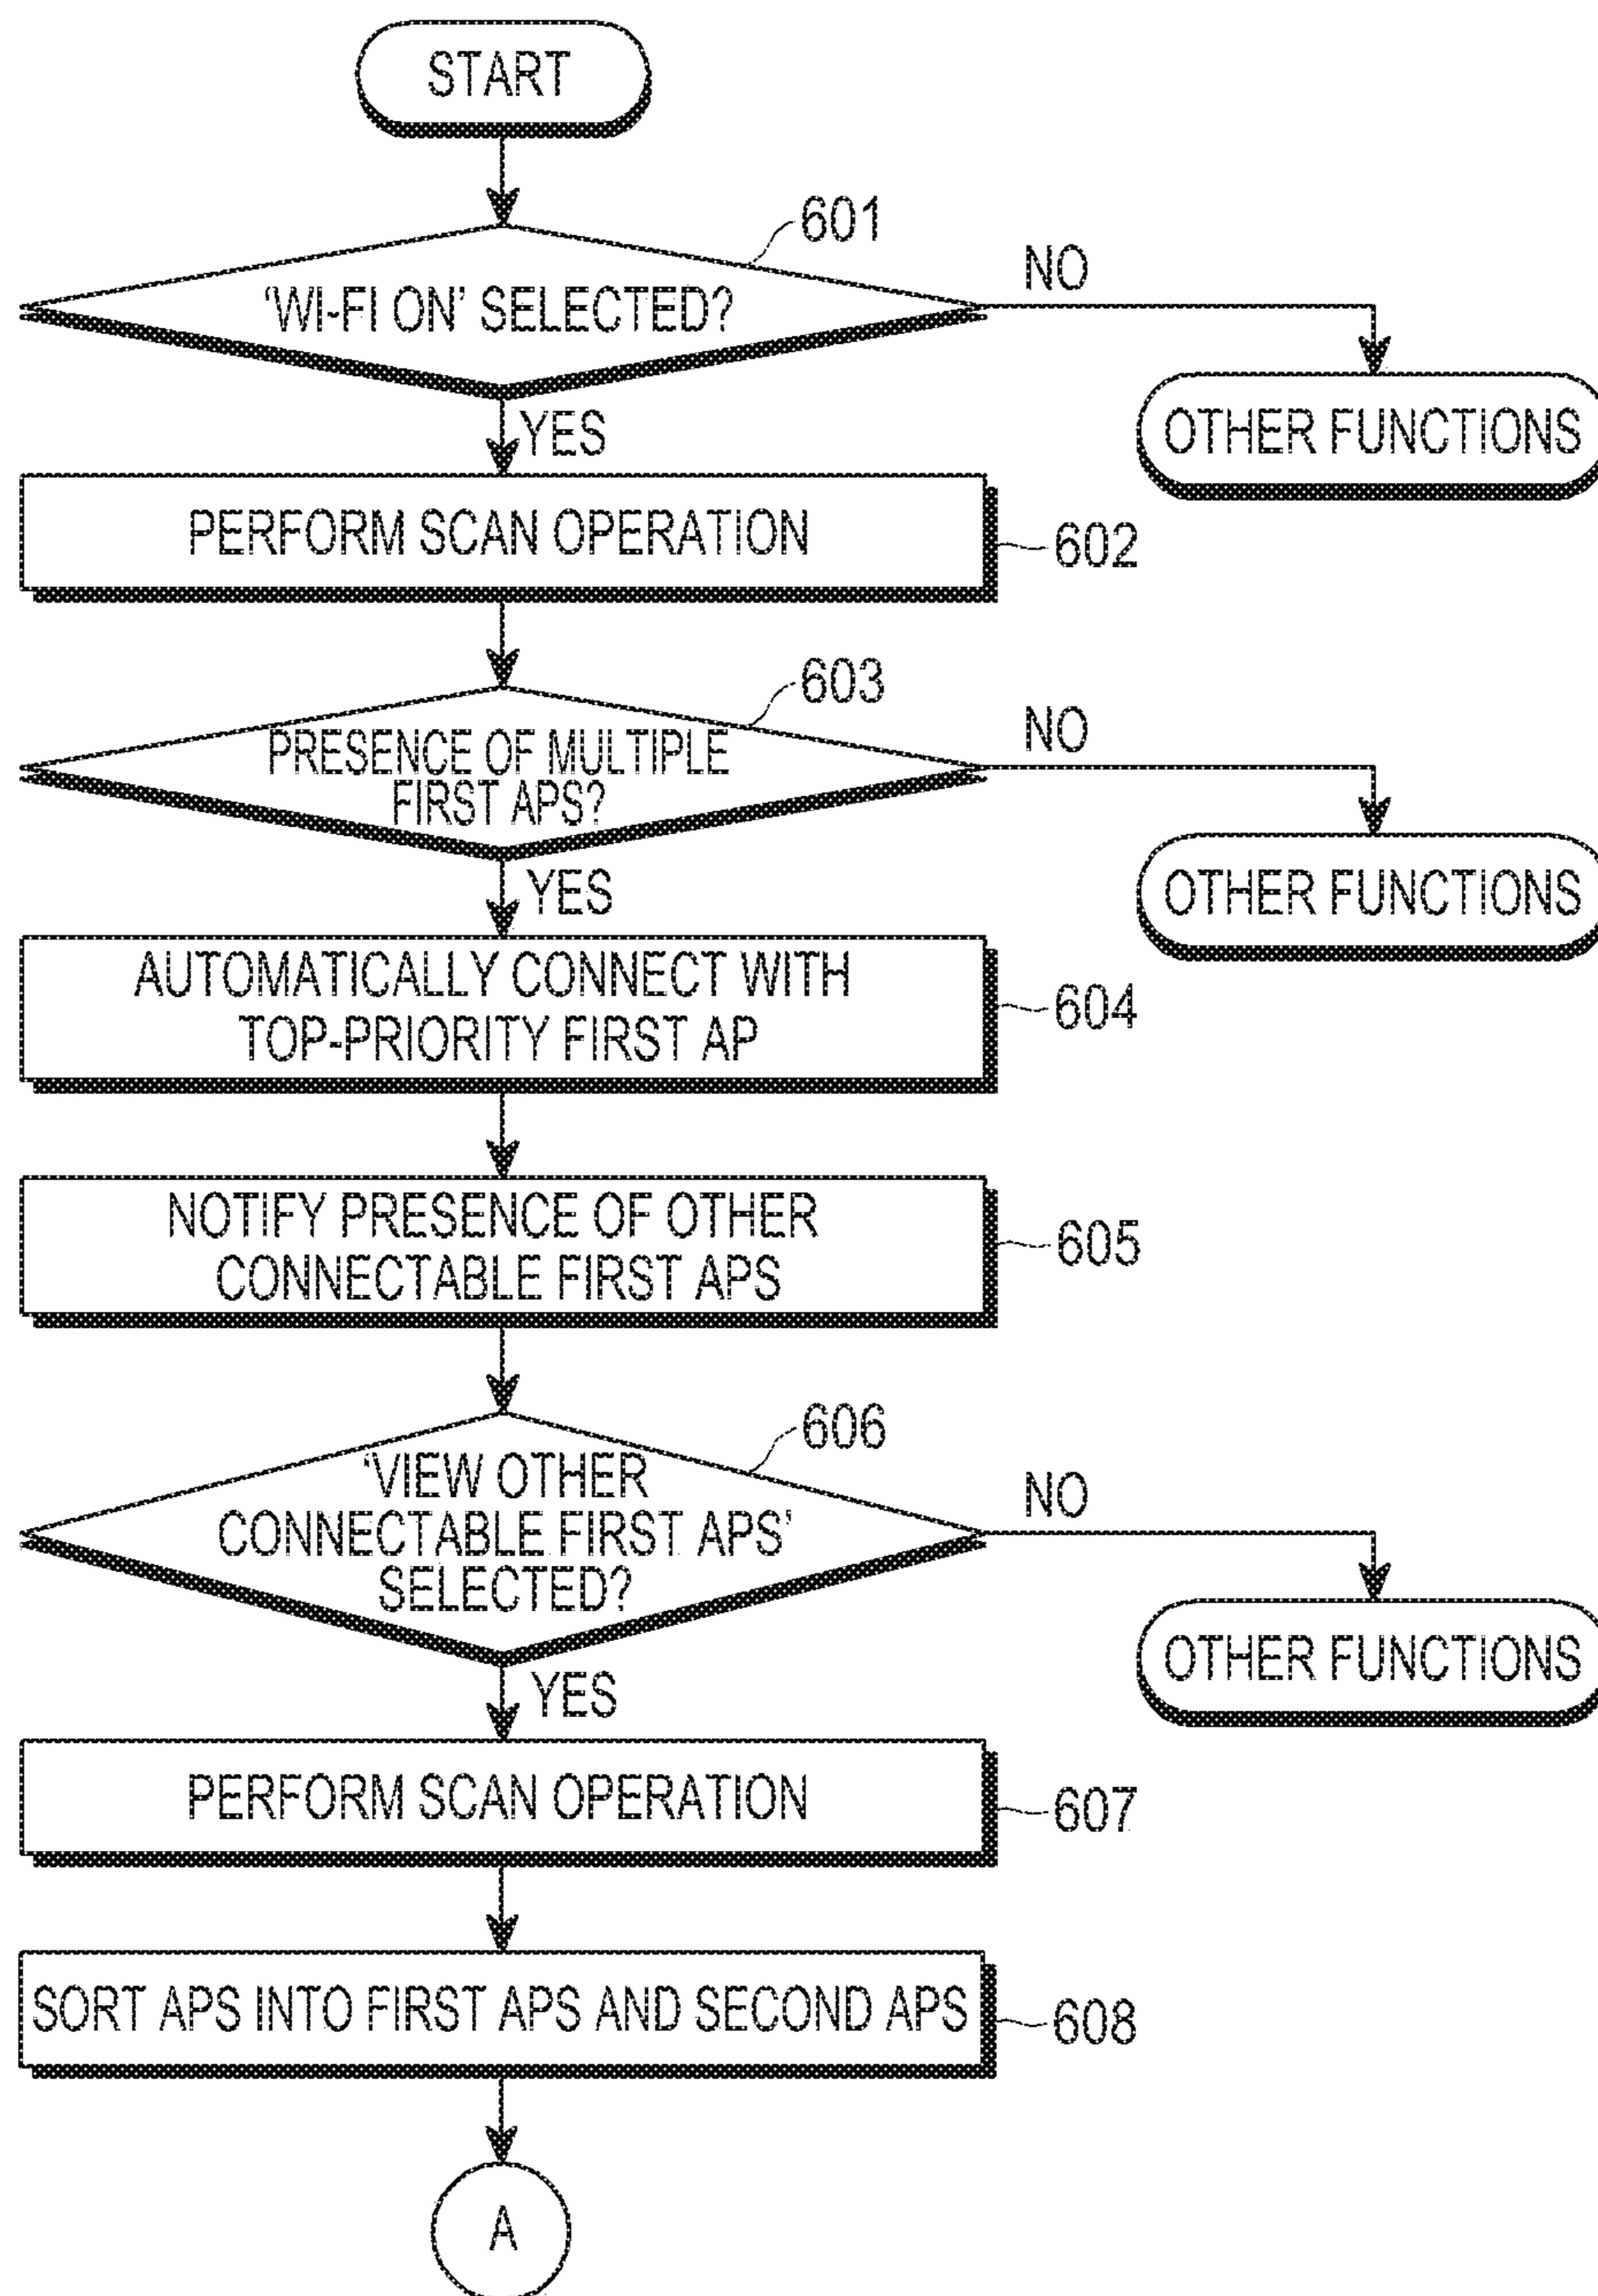 START
601
'WI-FI ON' SELECTED?
NO
OTHER FUNCTIONS
YES
PERFORM SCAN OPERATION
602
603
PRESENCE OF MULTIPLE
FIRST APS?
NO
OTHER FUNCTIONS
YES
AUTOMATICALLY CONNECT WITH
TOP-PRIORITY FIRST AP
604
NOTIFY PRESENCE OF OTHER
CONNECTABLE FIRST APS
605
606
'VIEW OTHER
CONNECTABLE FIRST APS'
SELECTED?
NO
OTHER FUNCTIONS
YES
PERFORM SCAN OPERATION
607
SORT APS INTO FIRST APS AND SECOND APS
608
A